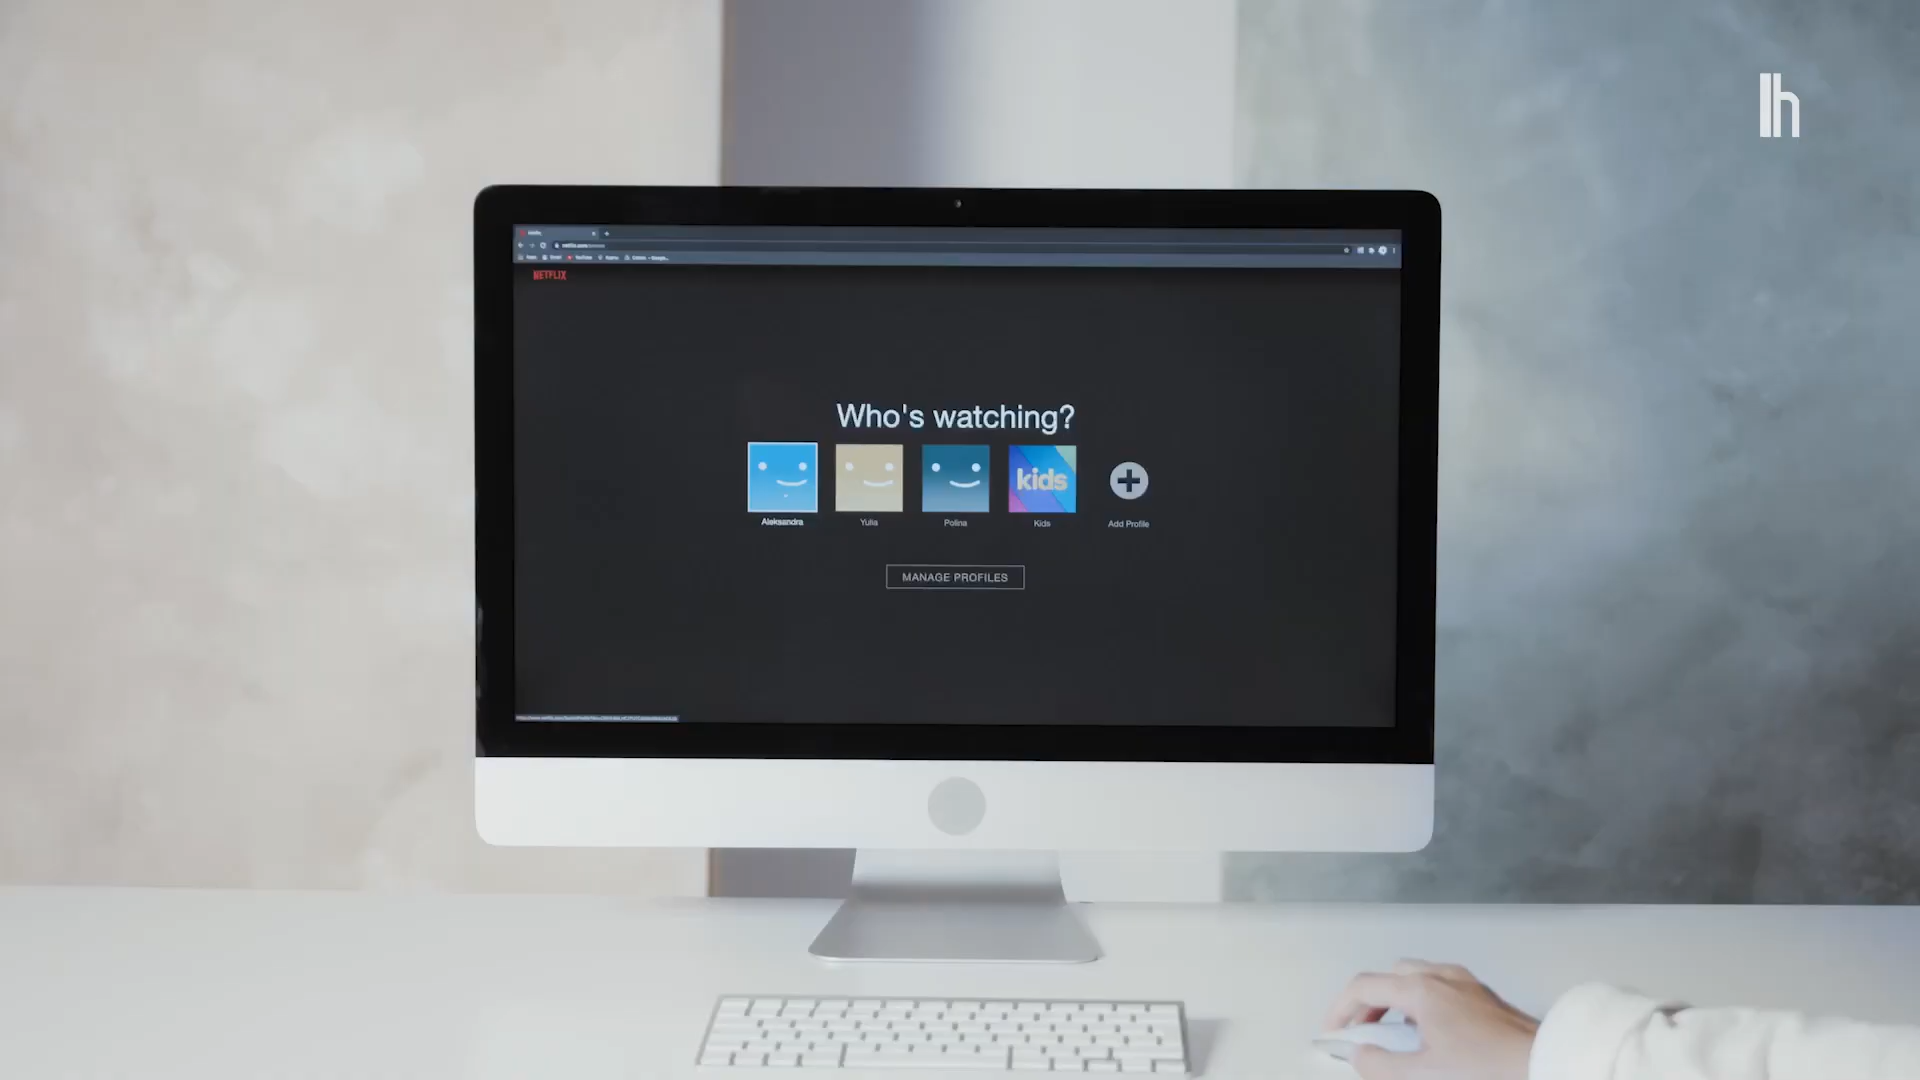 lh
NETFLIX
Who's watching?
kids
Aleksandra
Yulia
Polina
Kids
Add Profile
MANAGE PROFILES